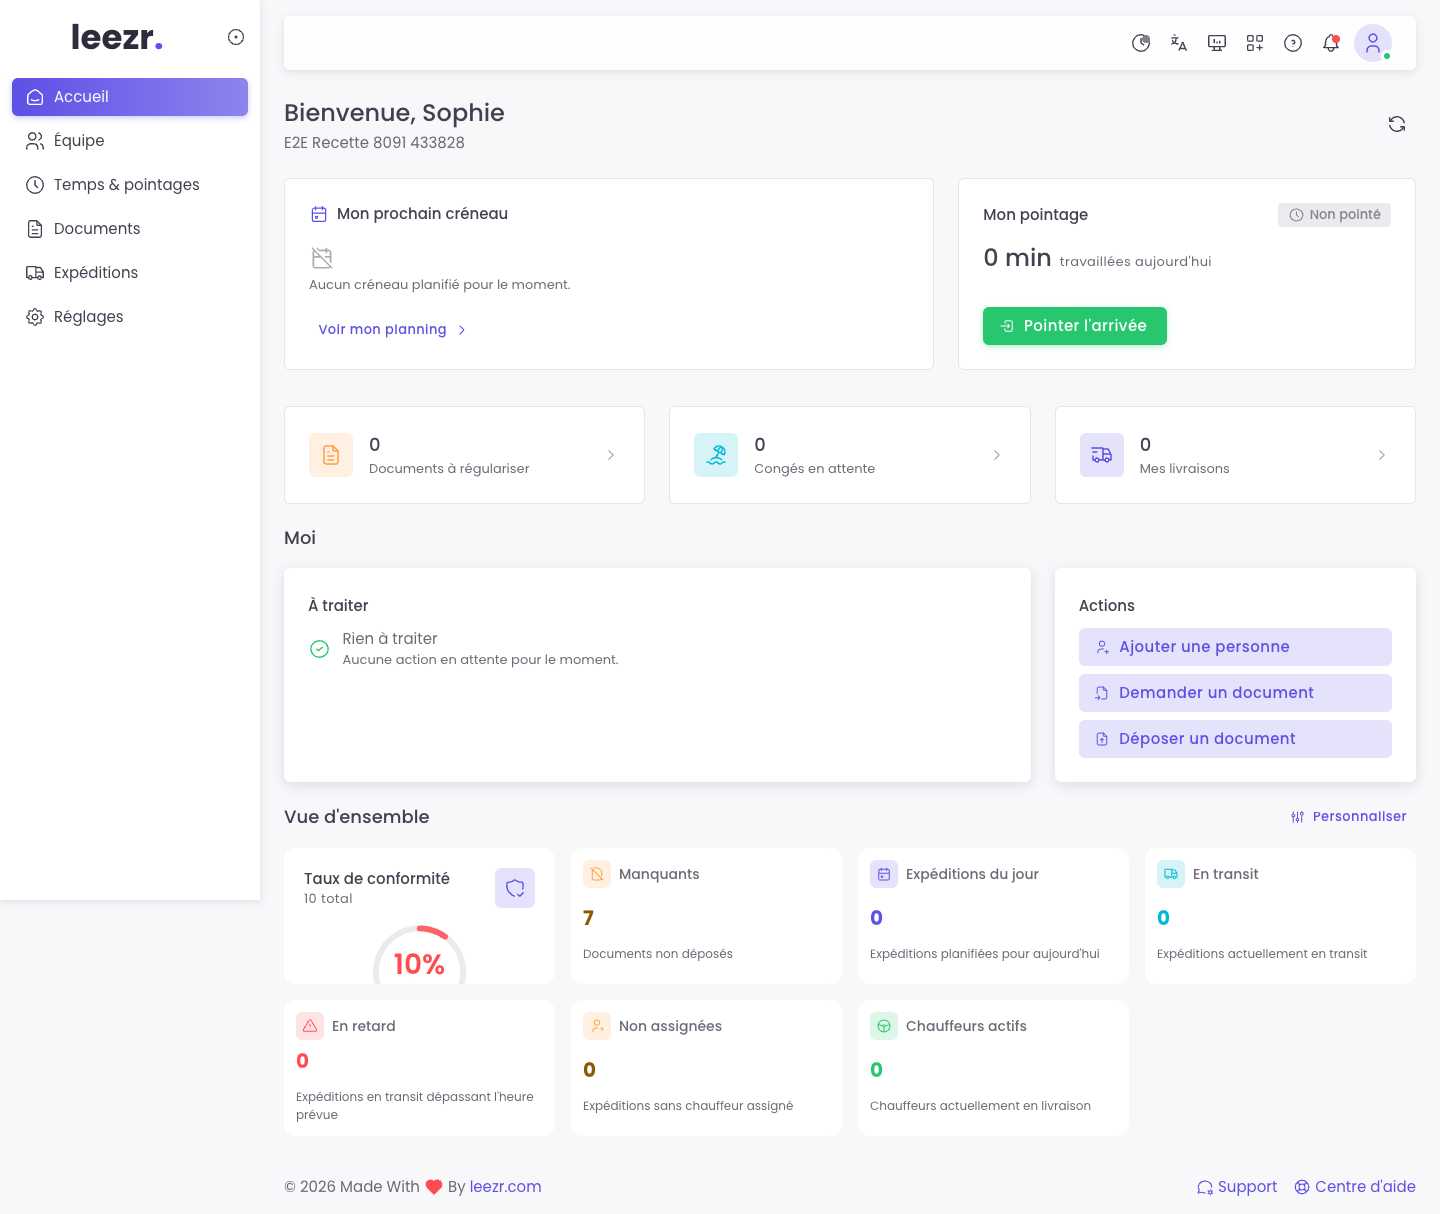 leezr.
Accueil
Équipe
Temps & pointages
Documents
Expéditions
Réglages
Bienvenue, Sophie
E2E Recette 8091 433828
Mon prochain créneau
Aucun créneau planifié pour le moment.
Voir mon planning
Mon pointage
Non pointé
0 min travaillées aujourd'hui
Pointer l'arrivée
0
Documents à régulariser
0
Congés en attente
0
Mes livraisons
Moi
À traiter
Rien à traiter
Aucune action en attente pour le moment.
Actions
Ajouter une personne
Demander un document
Déposer un document
Vue d'ensemble
Personnaliser
Taux de conformité
10 total
10%
Manquants
7
Documents non déposés
Expéditions du jour
0
Expéditions planifiées pour aujourd'hui
En transit
0
Expéditions actuellement en transit
En retard
0
Expéditions en transit dépassant l'heure
prévue
Non assignées
0
Expéditions sans chauffeur assigné
Chauffeurs actifs
0
Chauffeurs actuellement en livraison
© 2026 Made With ❤ By leezr.com
Support
Centre d'aide